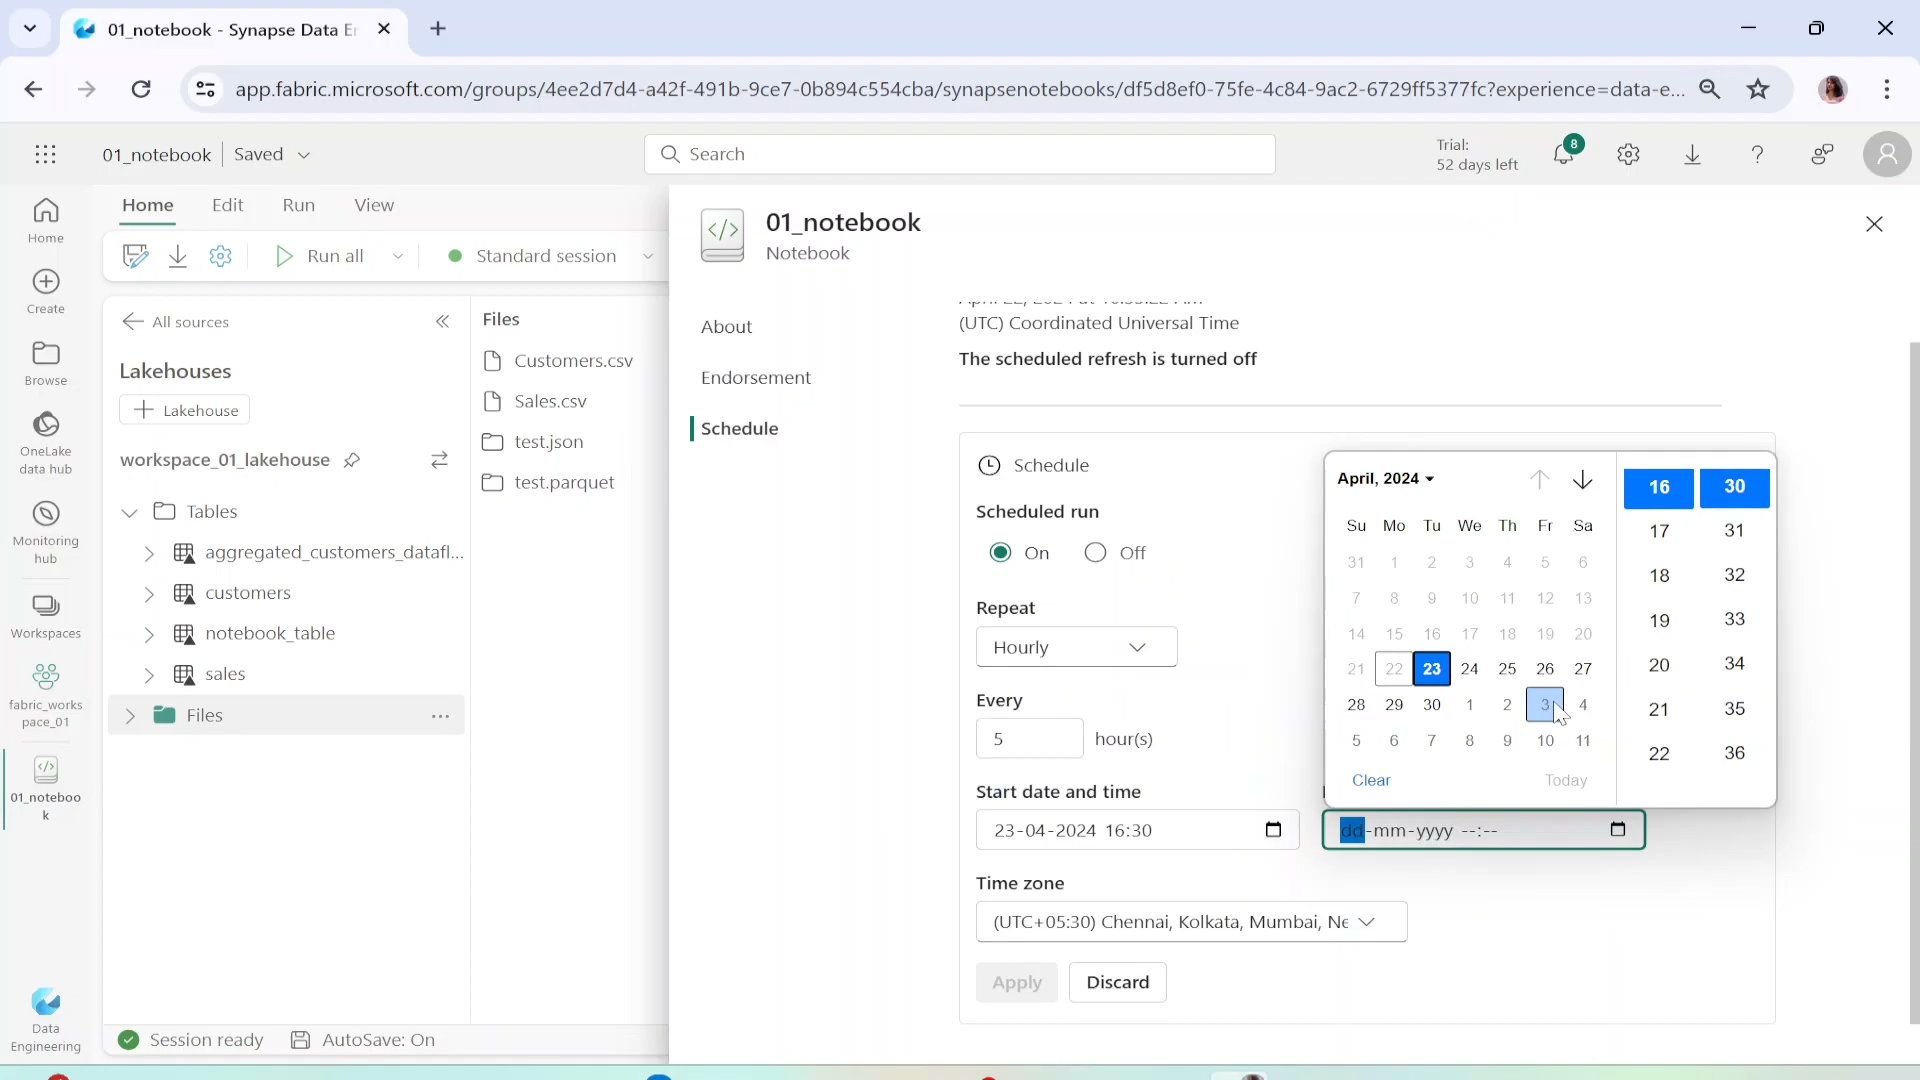 01_notebook - Synapse Data Er
app.fabric.microsoft.com/groups/4ee2d7d4-a42f-491b-9ce7-0b894c554cba/synapsenotebooks/df5d8ef0-75fe-4c84-9ac2-6729ff5377fc?experience=data-e...
01_notebook
Saved
Search
Trial:
52 days left
8
Home
Create
Browse
OneLake
data hub
Monitoring
hub
Workspaces
fabric_works
pace_01
01_noteboo
k
Data
Engineering
Home Edit Run View
Run all
Standard session
All sources
Lakehouses
Lakehouse
workspace_01_lakehouse
Tables
aggregated_customers_datafl...
customers
notebook_table
sales
Files
...
Session ready
AutoSave: On
Files
Customers.csv
Sales.csv
test.json
test.parquet
01_notebook
Notebook
About
Endorsement
Schedule
(UTC) Coordinated Universal Time
The scheduled refresh is turned off
Schedule
Scheduled run
On Off
Repeat
Hourly
Every
5 hour(s)
Start date and time
23-04-2024 16:30
dd-mm-yyyy --:--
Time zone
(UTC+05:30) Chennai, Kolkata, Mumbai, Ne
Apply Discard
April, 2024
Su Mo Tu We Th Fr Sa
31 1 2 3 4 5 6
7 8 9 10 11 12 13
14 15 16 17 18 19 20
21 22 23 24 25 26 27
28 29 30 1 2 3 4
5 6 7 8 9 10 11
Clear Today
16 30
17 31
18 32
19 33
20 34
21 35
22 36